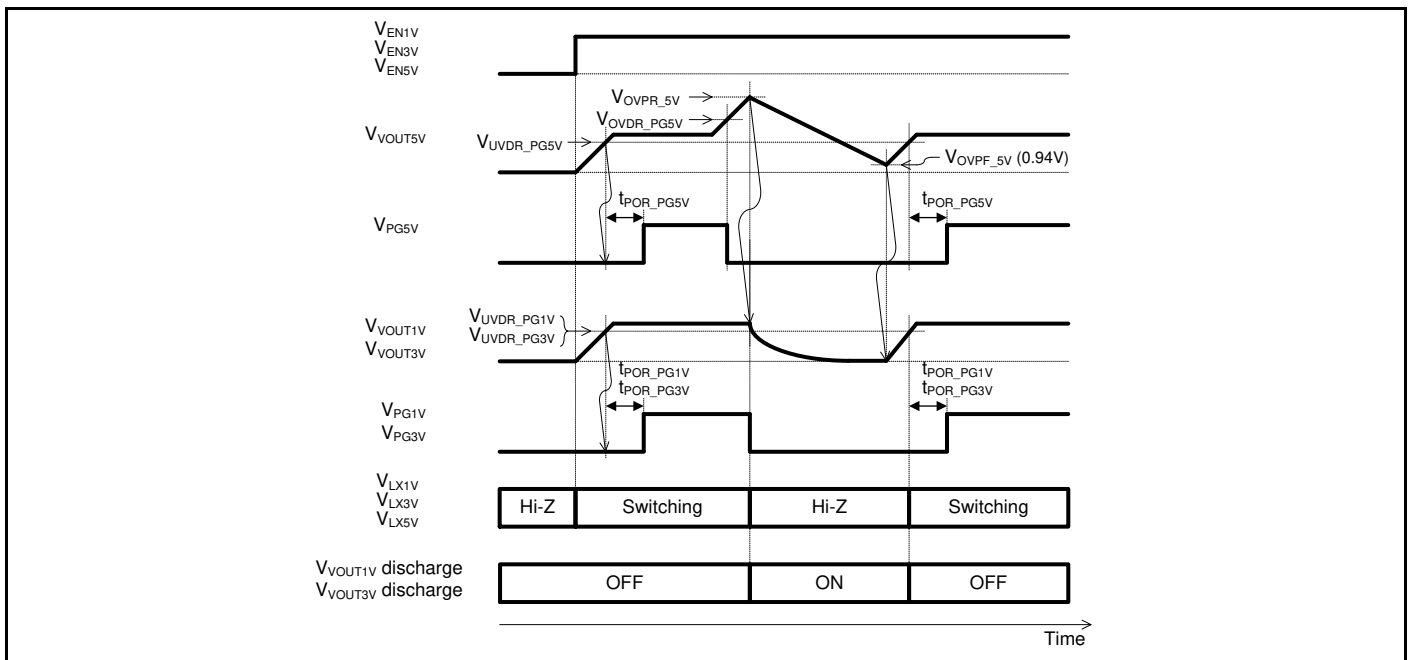 VEN1V
VEN3V
VEN5V
VOVPR_5V
VOVDR_PG5V
VVOUT5V
VUVDR_PG5V
VOVPF_5V (0.94V)
tPOR_PG5V
tPOR_PG5V
VPG5V
VUVDR_PG1V
VUVDR_PG3V
VVOUT1V
VVOUT3V
tPOR_PG1V
tPOR_PG3V
tPOR_PG1V
tPOR_PG3V
VPG1V
VPG3V
VLX1V
VLX3V
VLX5V
Hi-Z
Switching
Hi-Z
Switching
VVOUT1V discharge
VVOUT3V discharge
OFF
ON
OFF
Time